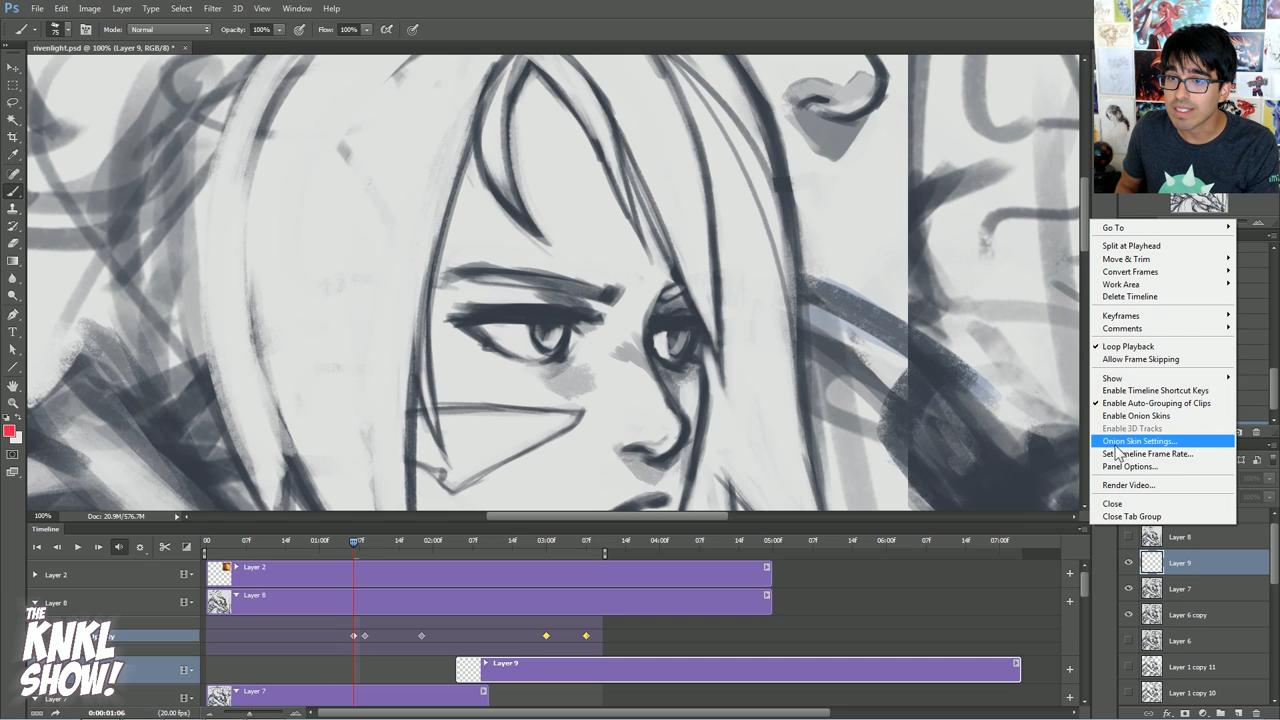 Ps File Edit Image Layer Type Select Filter 3D View Window Help
75 Mode: Normal Opacity: 100% Flow: 100%
rivenlight.psd @ 100% (Layer 9, RGB/8) * ×
Go To
Split at Playhead
Move & Trim
Convert Frames
Work Area
Delete Timeline
Keyframes
Comments
Loop Playback
Allow Frame Skipping
Show
Enable Timeline Shortcut Keys
Enable Auto-Grouping of Clips
Enable Onion Skins
Enable 3D Tracks
Onion Skin Settings...
Set Timeline Frame Rate...
Panel Options...
Render Video...
Close
Close Tab Group
100% Doc: 20.9M/576.7M
Timeline
00 07f 14f 01:00f 07f 14f 02:00f 07f 14f 03:00f 07f 14f 04:00f 07f 14f 05:00f 07f 14f 06:00f 07f 14f 07:00f
Layer 2 Layer 2
Layer 8 Layer 8
Layer 9
Layer 7
0:00:01:06 (20.00 fps)
THE
KNKL
SHOW!
Layer 8
Layer 9
Layer 7
Layer 6 copy
Layer 6
Layer 1 copy 11
Layer 1 copy 10
fx